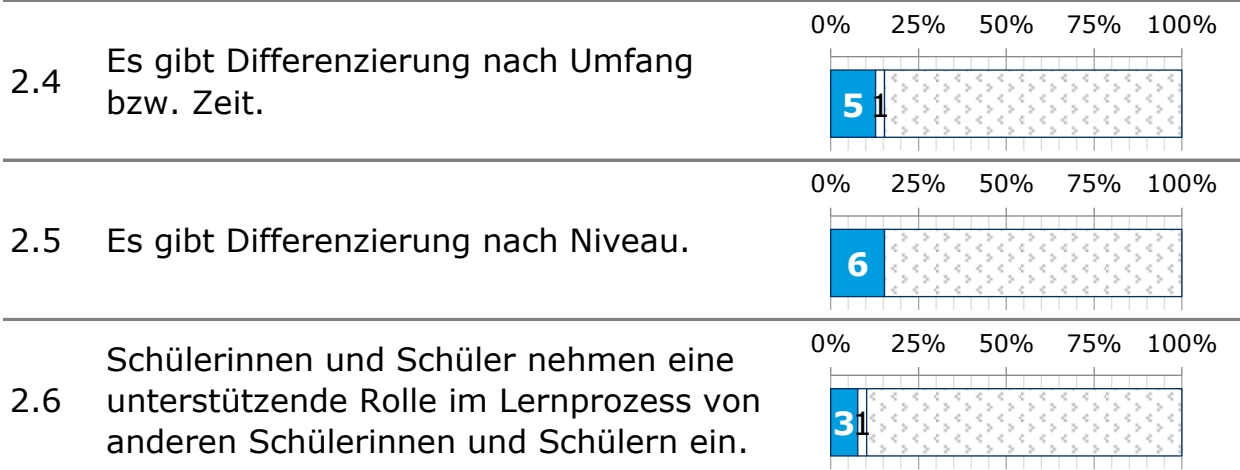 0% 25% 50% 75% 100%
2.4 Es gibt Differenzierung nach Umfang
bzw. Zeit.
5 1
0% 25% 50% 75% 100%
2.5 Es gibt Differenzierung nach Niveau.
6
0% 25% 50% 75% 100%
Schülerinnen und Schüler nehmen eine
2.6 unterstützende Rolle im Lernprozess von
anderen Schülerinnen und Schülern ein.
3 1